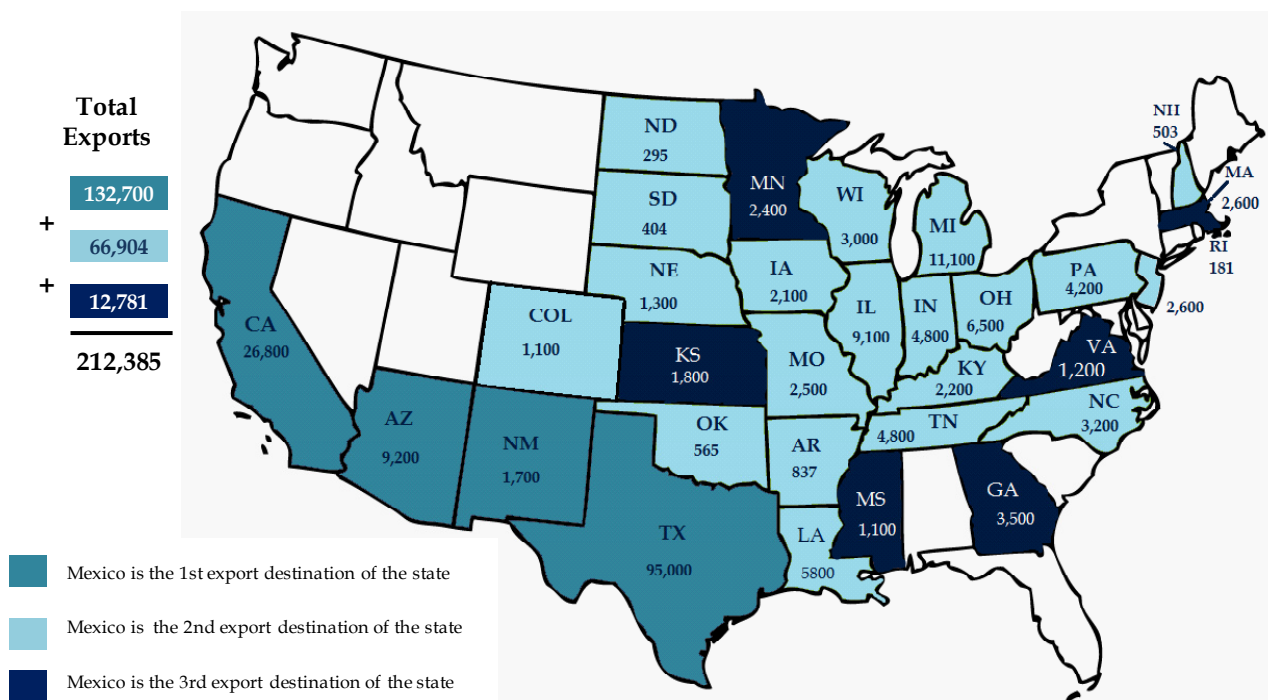 Total
Exports
132,700
+
66,904
+
12,781
212,385
ND
295
SD
404
NE
1,300
COL
1,100
KS
1,800
OK
565
TX
95,000
NM
1,700
AZ
9,200
CA
26,800
MN
2,400
IA
2,100
MO
2,500
AR
837
LA
5800
WI
3,000
IL
9,100
MI
11,100
IN
4,800
OH
6,500
KY
2,200
TN
4,800
MS
1,100
GA
3,500
NC
3,200
VA
1,200
PA
4,200
2,600
NH
503
MA
2,600
RI
181
Mexico is the 1st export destination of the state
Mexico is the 2nd export destination of the state
Mexico is the 3rd export destination of the state